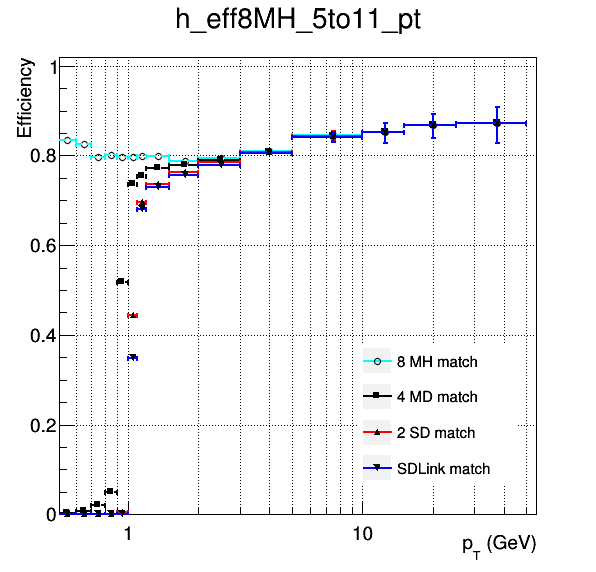 h_eff8MH_5to11_pt
Efficiency
1
0.8
0.6
0.4
0.2
0
8 MH match
4 MD match
2 SD match
SDLink match
1
10
p_T (GeV)